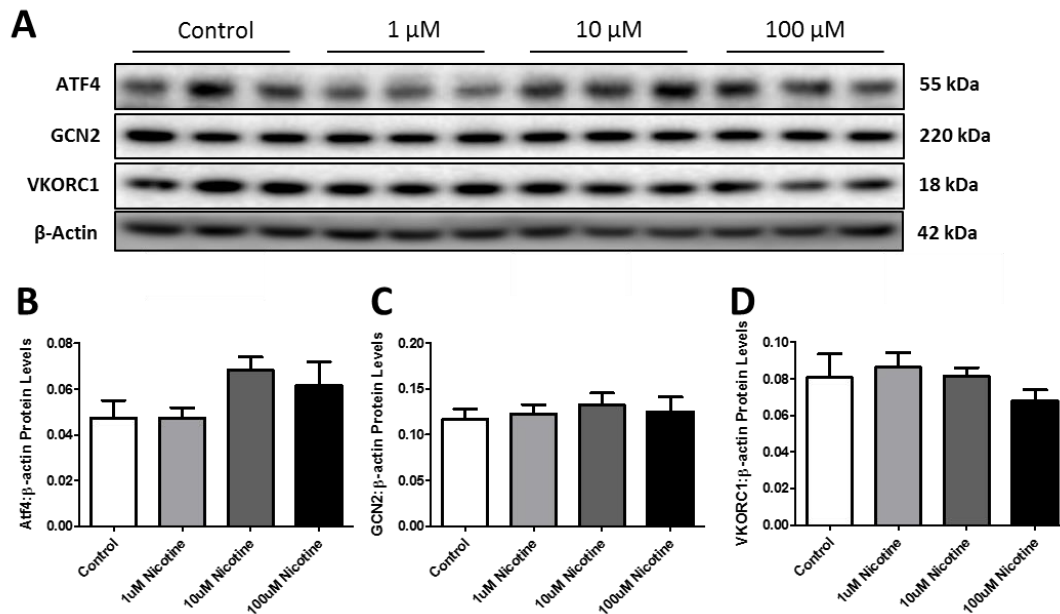 A
Control 1 μM 10 μM 100 μM
ATF4 55 kDa
GCN2 220 kDa
VKORC1 18 kDa
β-Actin 42 kDa
B
Atf4:β-actin Protein Levels
0.08
0.06
0.04
0.02
0.00
Control 1uM Nicotine 10uM Nicotine 100uM Nicotine
C
GCN2:β-actin Protein Levels
0.20
0.15
0.10
0.05
0.00
Control 1uM Nicotine 10uM Nicotine 100uM Nicotine
D
VKORC1:β-actin Protein Levels
0.10
0.08
0.06
0.04
0.02
0.00
Control 1uM Nicotine 10uM Nicotine 100uM Nicotine